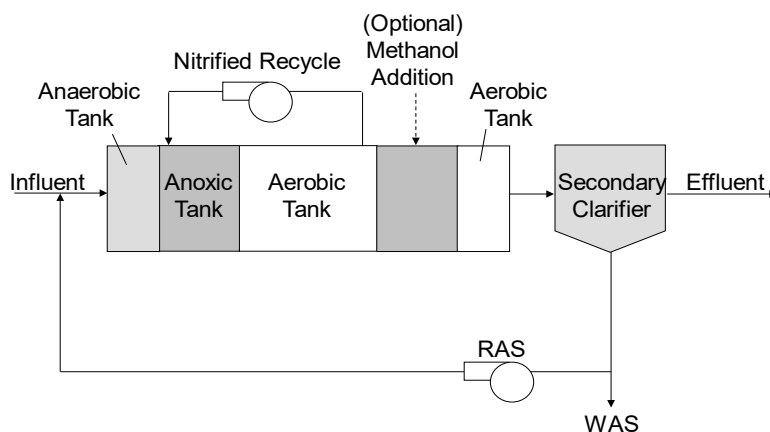 (Optional)
Methanol
Addition
Nitrified Recycle
Anaerobic
Tank
Aerobic
Tank
Influent
Anoxic
Tank
Aerobic
Tank
Secondary
Clarifier
Effluent
RAS
WAS